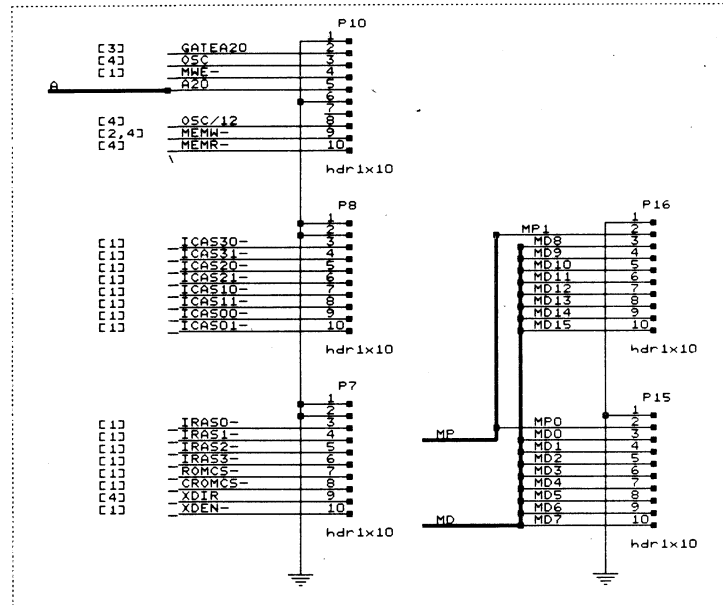 P10
1
[3] GATEA20 2
[4] OSC 3
[1] MWE- 4
A A20 5
6
7
[4] OSC/12 8
[2,4] MEMW- 9
[4] MEMR- 10
hdr1x10
P8
1
2
[1] ICAS30- 3
[1] ICAS31- 4
[1] ICAS20- 5
[1] ICAS21- 6
[1] ICAS10- 7
[1] ICAS11- 8
[1] ICAS00- 9
[1] ICAS01- 10
hdr1x10
P7
1
2
[1] IRAS0- 3
[1] IRAS1- 4
[1] IRAS2- 5
[1] IRAS3- 6
[1] ROMCS- 7
[1] CROMCS- 8
[4] XDIR 9
[1] XDEN- 10
hdr1x10
P16
1
MP1 2
MD8 3
MD9 4
MD10 5
MD11 6
MD12 7
MD13 8
MD14 9
MD15 10
hdr1x10
P15
1
MP MP0 2
MD0 3
MD1 4
MD2 5
MD3 6
MD4 7
MD5 8
MD6 9
MD MD7 10
hdr1x10